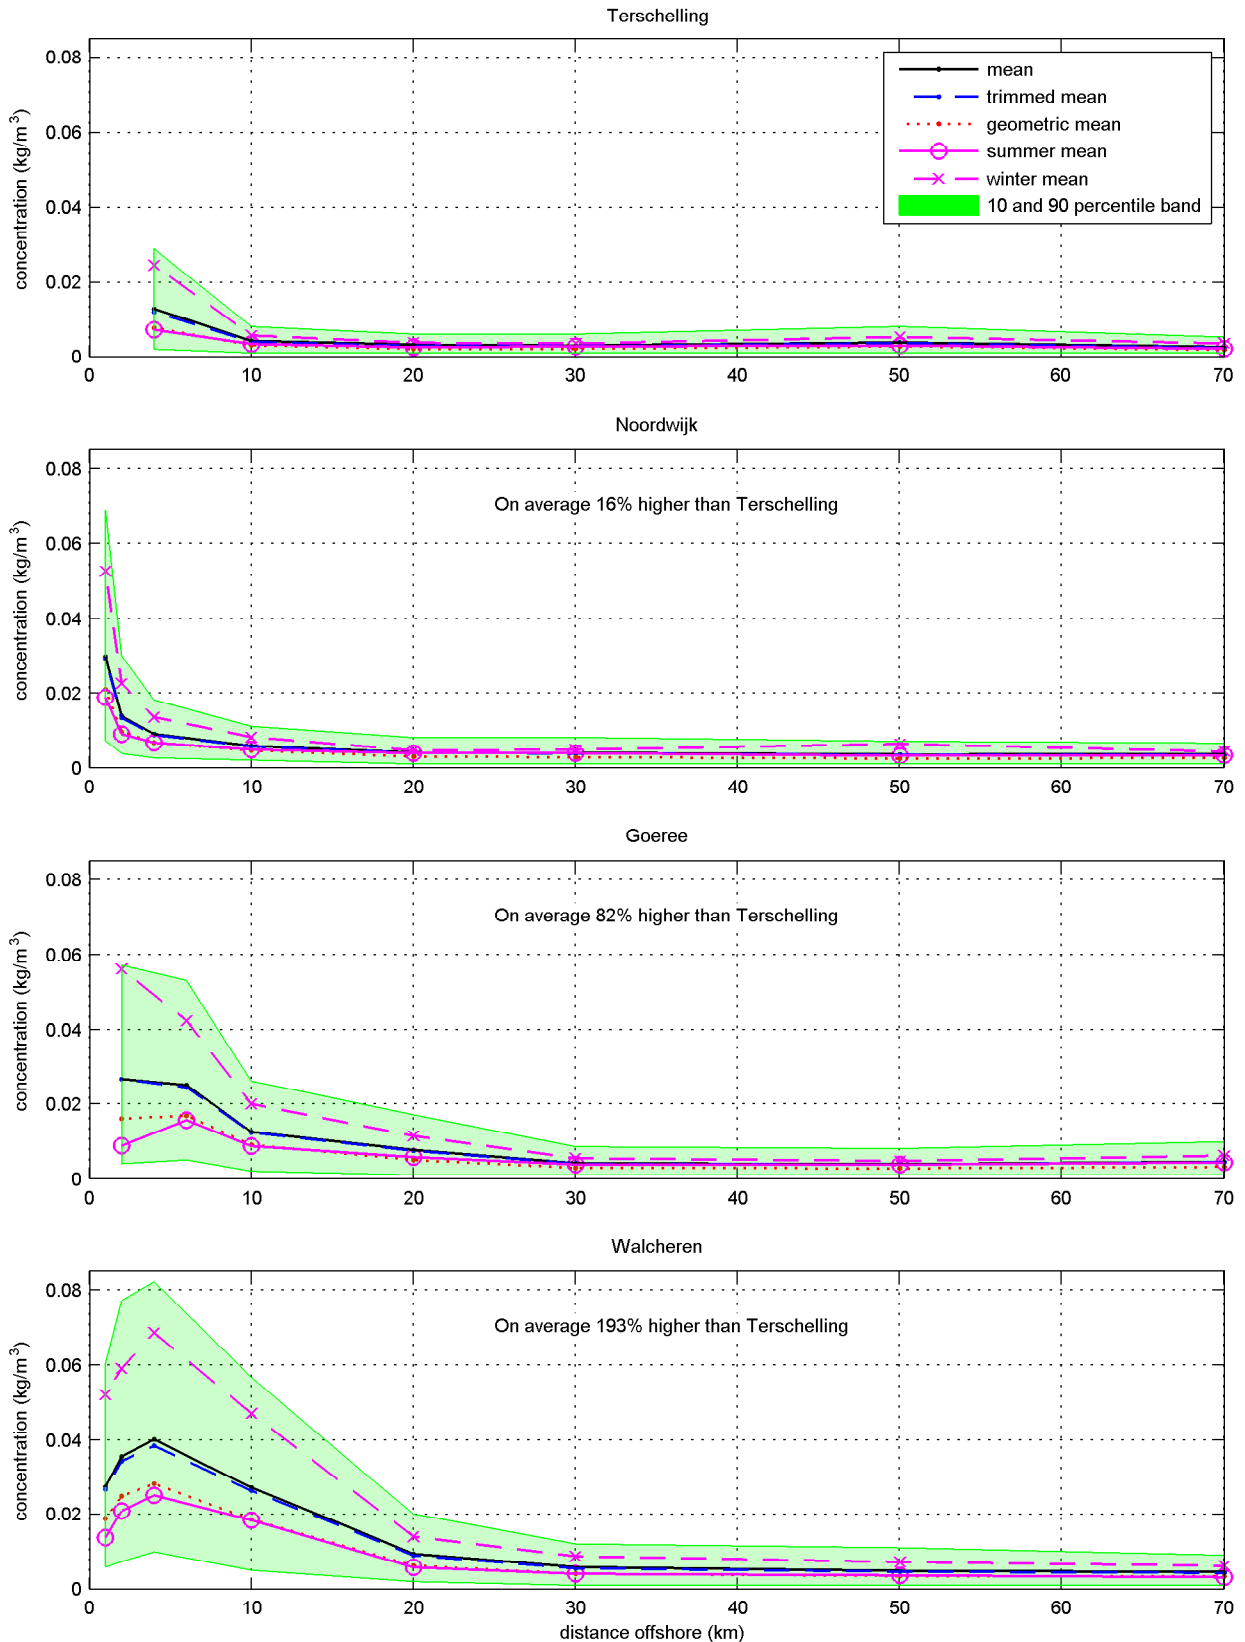 Terschelling
concentration (kg/m³)
0.08
0.06
0.04
0.02
0
0 10 20 30 40 50 60 70
mean
trimmed mean
geometric mean
summer mean
winter mean
10 and 90 percentile band
Noordwijk
On average 16% higher than Terschelling
concentration (kg/m³)
0.08
0.06
0.04
0.02
0
0 10 20 30 40 50 60 70
Goeree
On average 82% higher than Terschelling
concentration (kg/m³)
0.08
0.06
0.04
0.02
0
0 10 20 30 40 50 60 70
Walcheren
On average 193% higher than Terschelling
concentration (kg/m³)
0.08
0.06
0.04
0.02
0
0 10 20 30 40 50 60 70
distance offshore (km)